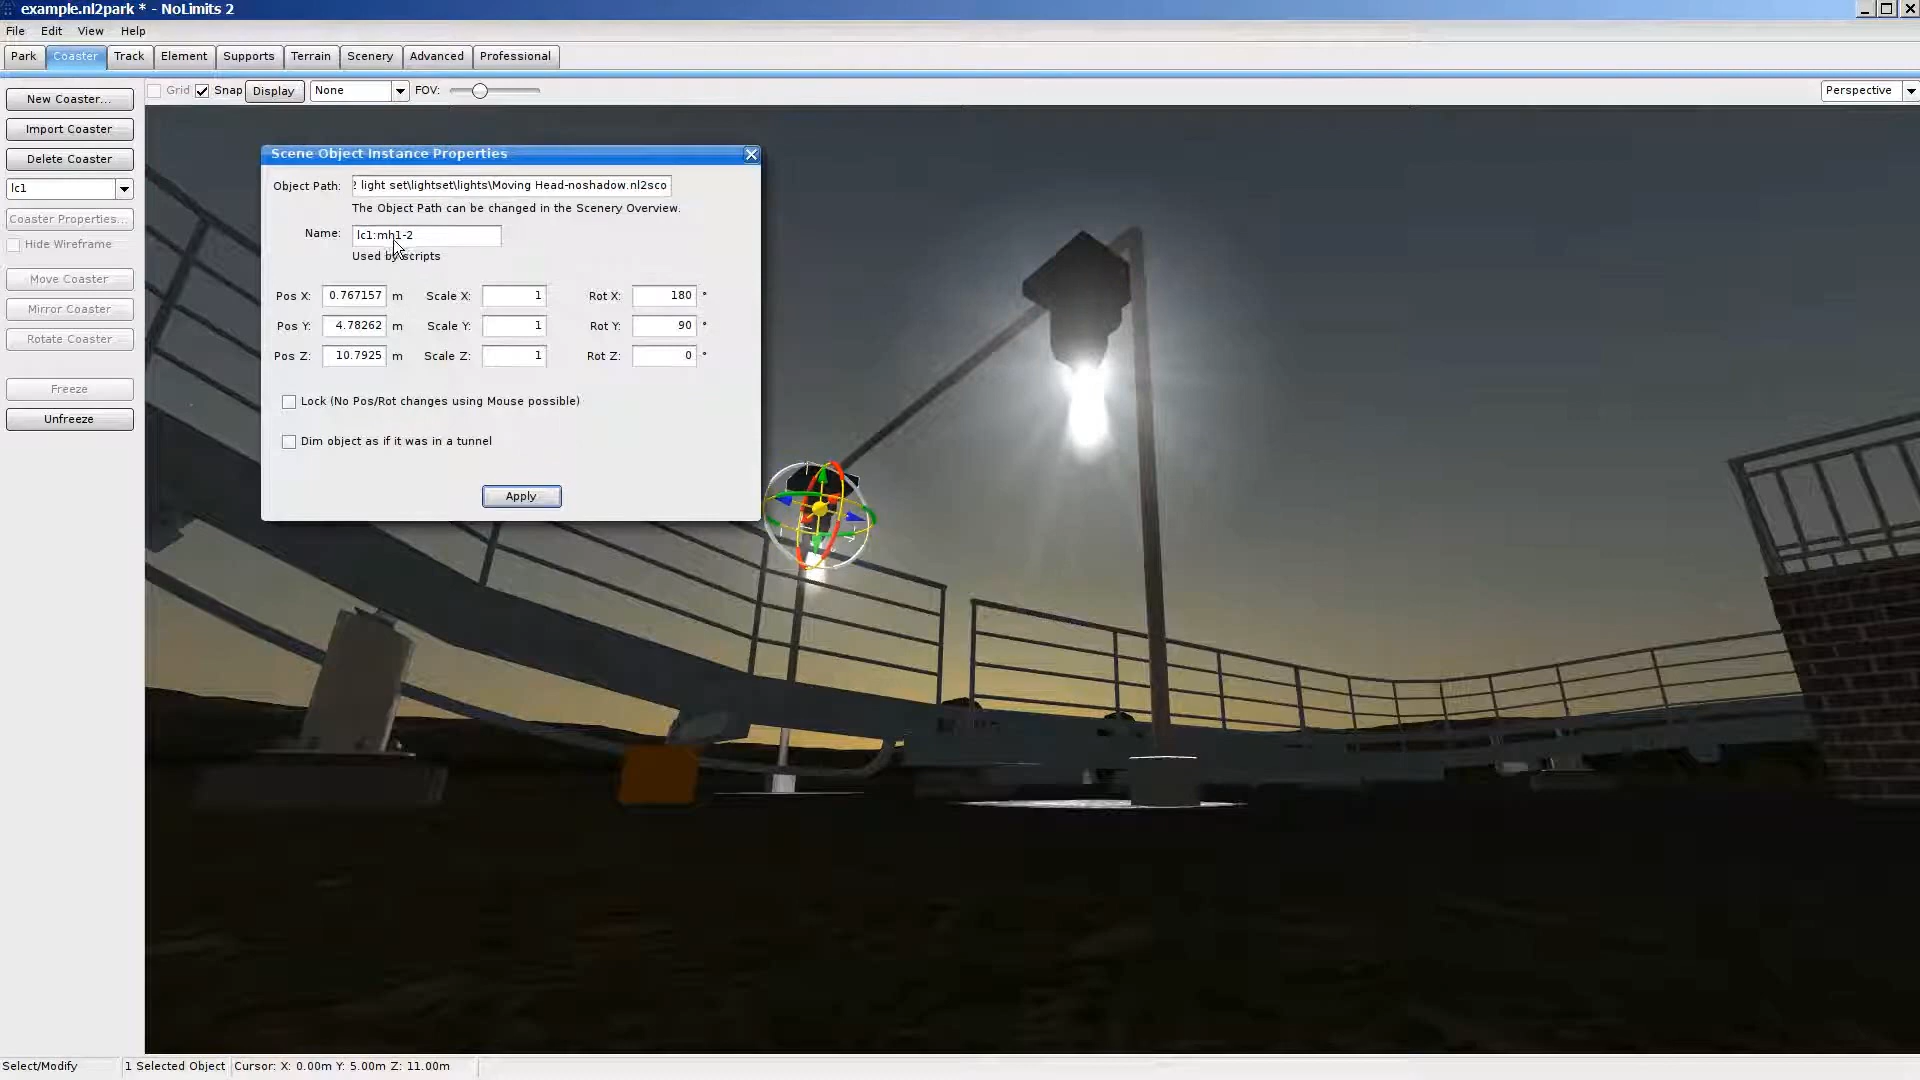 example.nl2park * - NoLimits 2
File Edit View Help
Park Coaster Track Element Supports Terrain Scenery Advanced Professional
New Coaster...
Import Coaster
Delete Coaster
lc1
Coaster Properties...
Hide Wireframe
Move Coaster
Mirror Coaster
Rotate Coaster
Freeze
Unfreeze
Grid Snap Display None FOV: Perspective
Scene Object Instance Properties
Object Path: 2 light set\lightset\lights\Moving Head-noshadow.nl2sco
The Object Path can be changed in the Scenery Overview.
Name: lc1:mh1-2
Used by scripts
Pos X: 0.767157 m Scale X: 1 Rot X: 180 °
Pos Y: 4.78262 m Scale Y: 1 Rot Y: 90 °
Pos Z: 10.7925 m Scale Z: 1 Rot Z: 0 °
Lock (No Pos/Rot changes using Mouse possible)
Dim object as if it was in a tunnel
Apply
Select/Modify 1 Selected Object Cursor: X: 0.00m Y: 5.00m Z: 11.00m